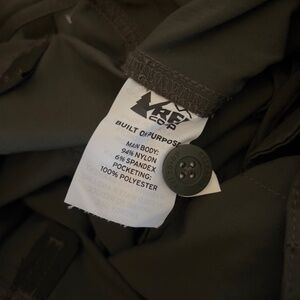 REI
CO-OP
BUILT ON PURPOSE
MAIN BODY:
94% NYLON
6% SPANDEX
POCKETING:
100% POLYESTER